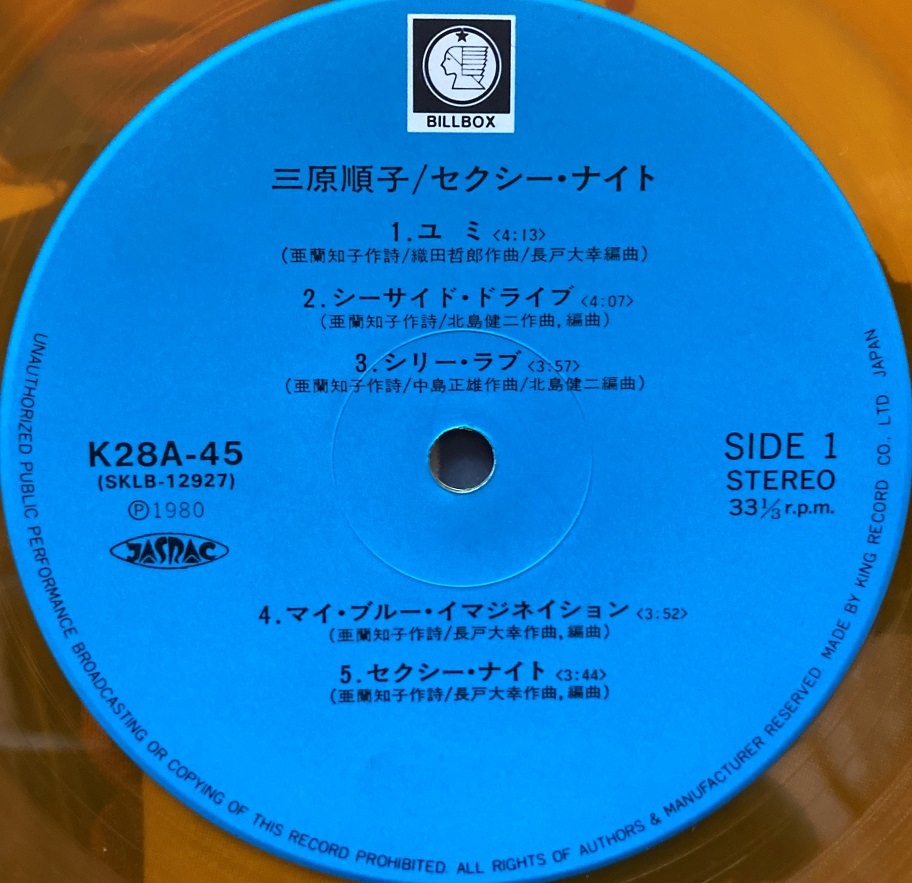 BILLBOX
三原順子/セクシー・ナイト
1.ユ ミ<4:13>
(亜蘭知子作詩/織田哲郎作曲/長戸大幸編曲)
2.シーサイド・ドライブ<4:07>
(亜蘭知子作詩/北島健二作曲,編曲)
3.シリー・ラブ<3:57>
(亜蘭知子作詩/中島正雄作曲/北島健二編曲)
K28A-45
(SKLB-12927)
Ⓟ1980
JASRAC
SIDE 1
STEREO
33⅓r.p.m.
4.マイ・ブルー・イマジネイション<3:52>
(亜蘭知子作詩/長戸大幸作曲,編曲)
5.セクシー・ナイト<3:44>
(亜蘭知子作詩/長戸大幸作曲,編曲)
UNAUTHORIZED PUBLIC PERFORMANCE BROADCASTING OR COPYING OF THIS RECORD PROHIBITED. ALL RIGHTS OF AUTHORS & MANUFACTURER RESERVED MADE BY KING RECORD CO., LTD JAPAN